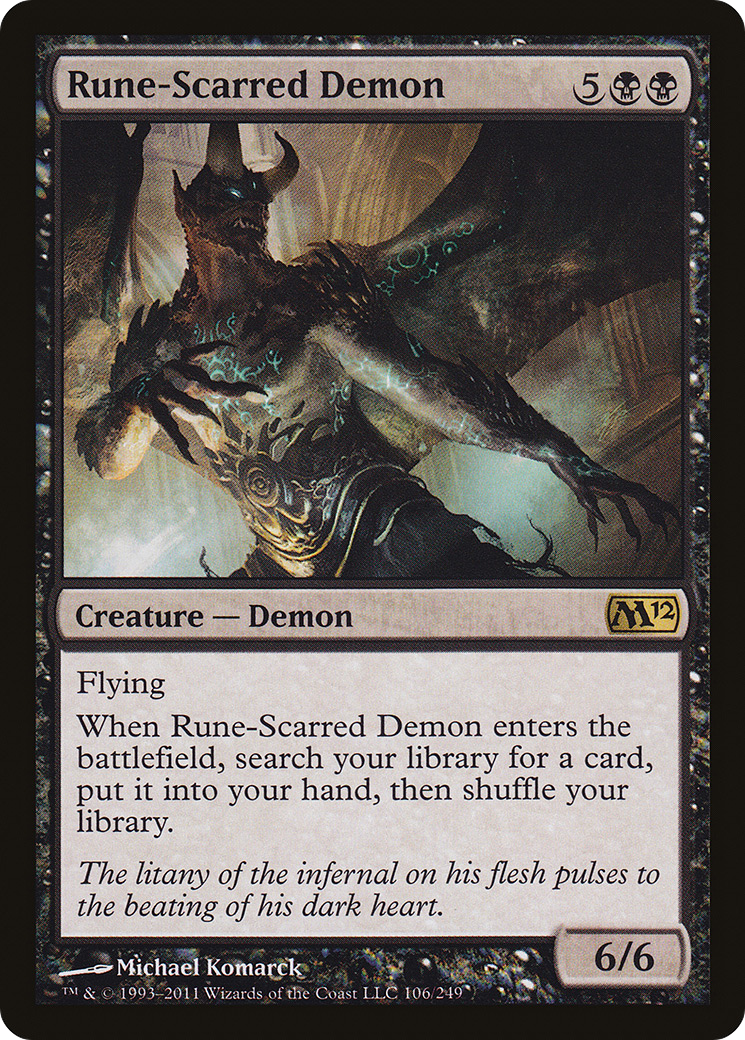 Rune-Scarred Demon 5
Creature — Demon M12
Flying
When Rune-Scarred Demon enters the
battlefield, search your library for a card,
put it into your hand, then shuffle your
library.
The litany of the infernal on his flesh pulses to
the beating of his dark heart.
6/6
Michael Komarck
™ & © 1993–2011 Wizards of the Coast LLC 106/249